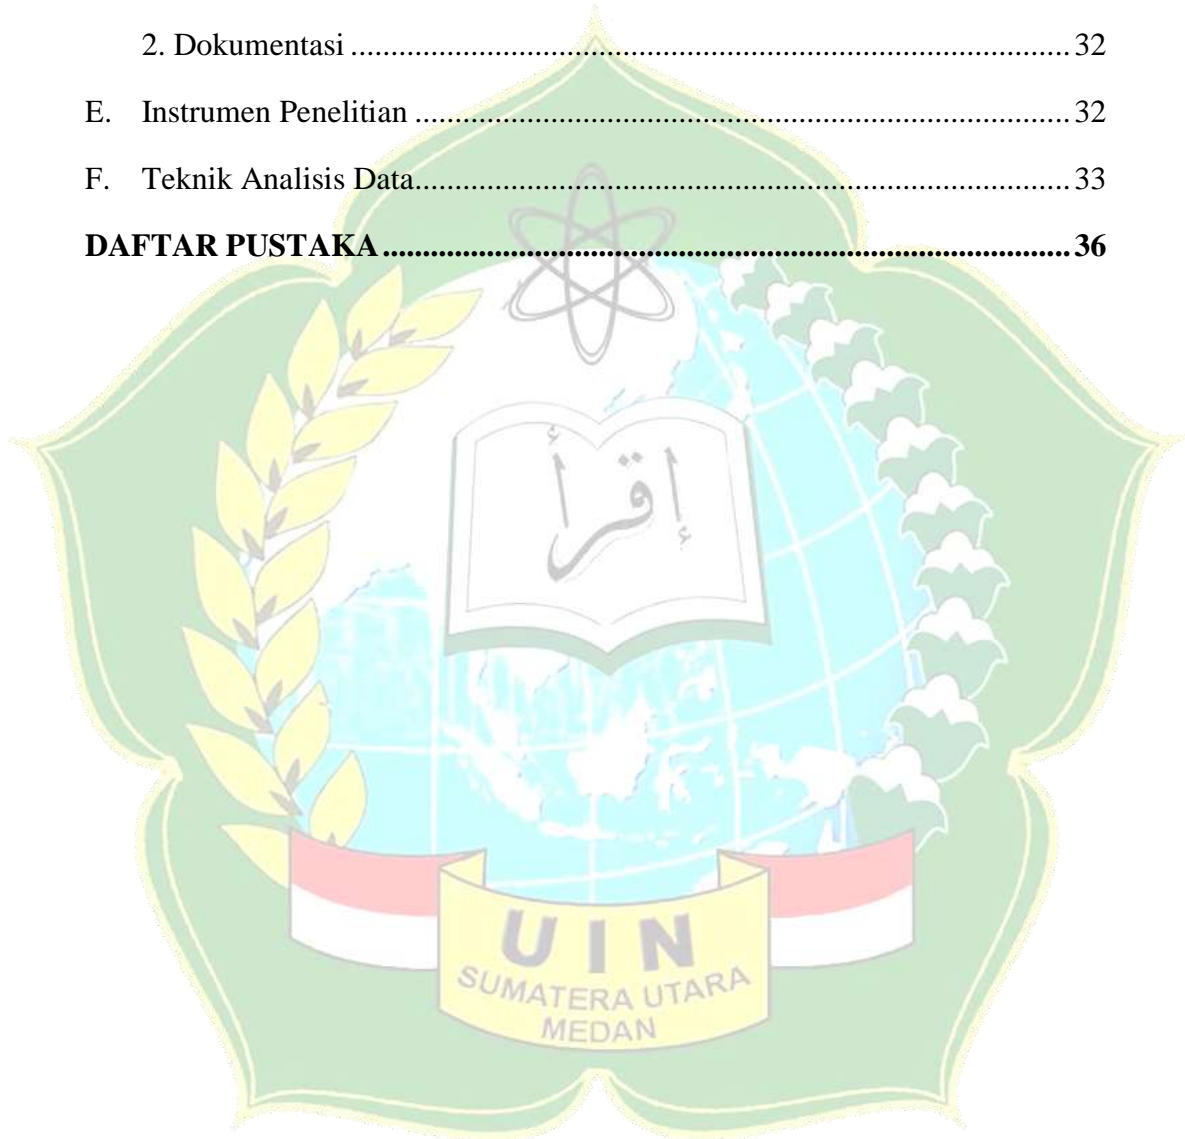 2. Dokumentasi ........................................................................................... 32
E. Instrumen Penelitian ................................................................................... 32
F. Teknik Analisis Data................................................................................... 33
DAFTAR PUSTAKA........................................................................................ 36
إقرأ
UIN
SUMATERA UTARA
MEDAN